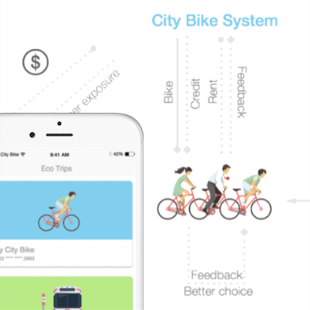 City Bike System
$
exposure
Bike
Credit
Rent
Feedback
City Bike
9:41 AM
42%
Eco Trips
City Bike
Feedback
Better choice